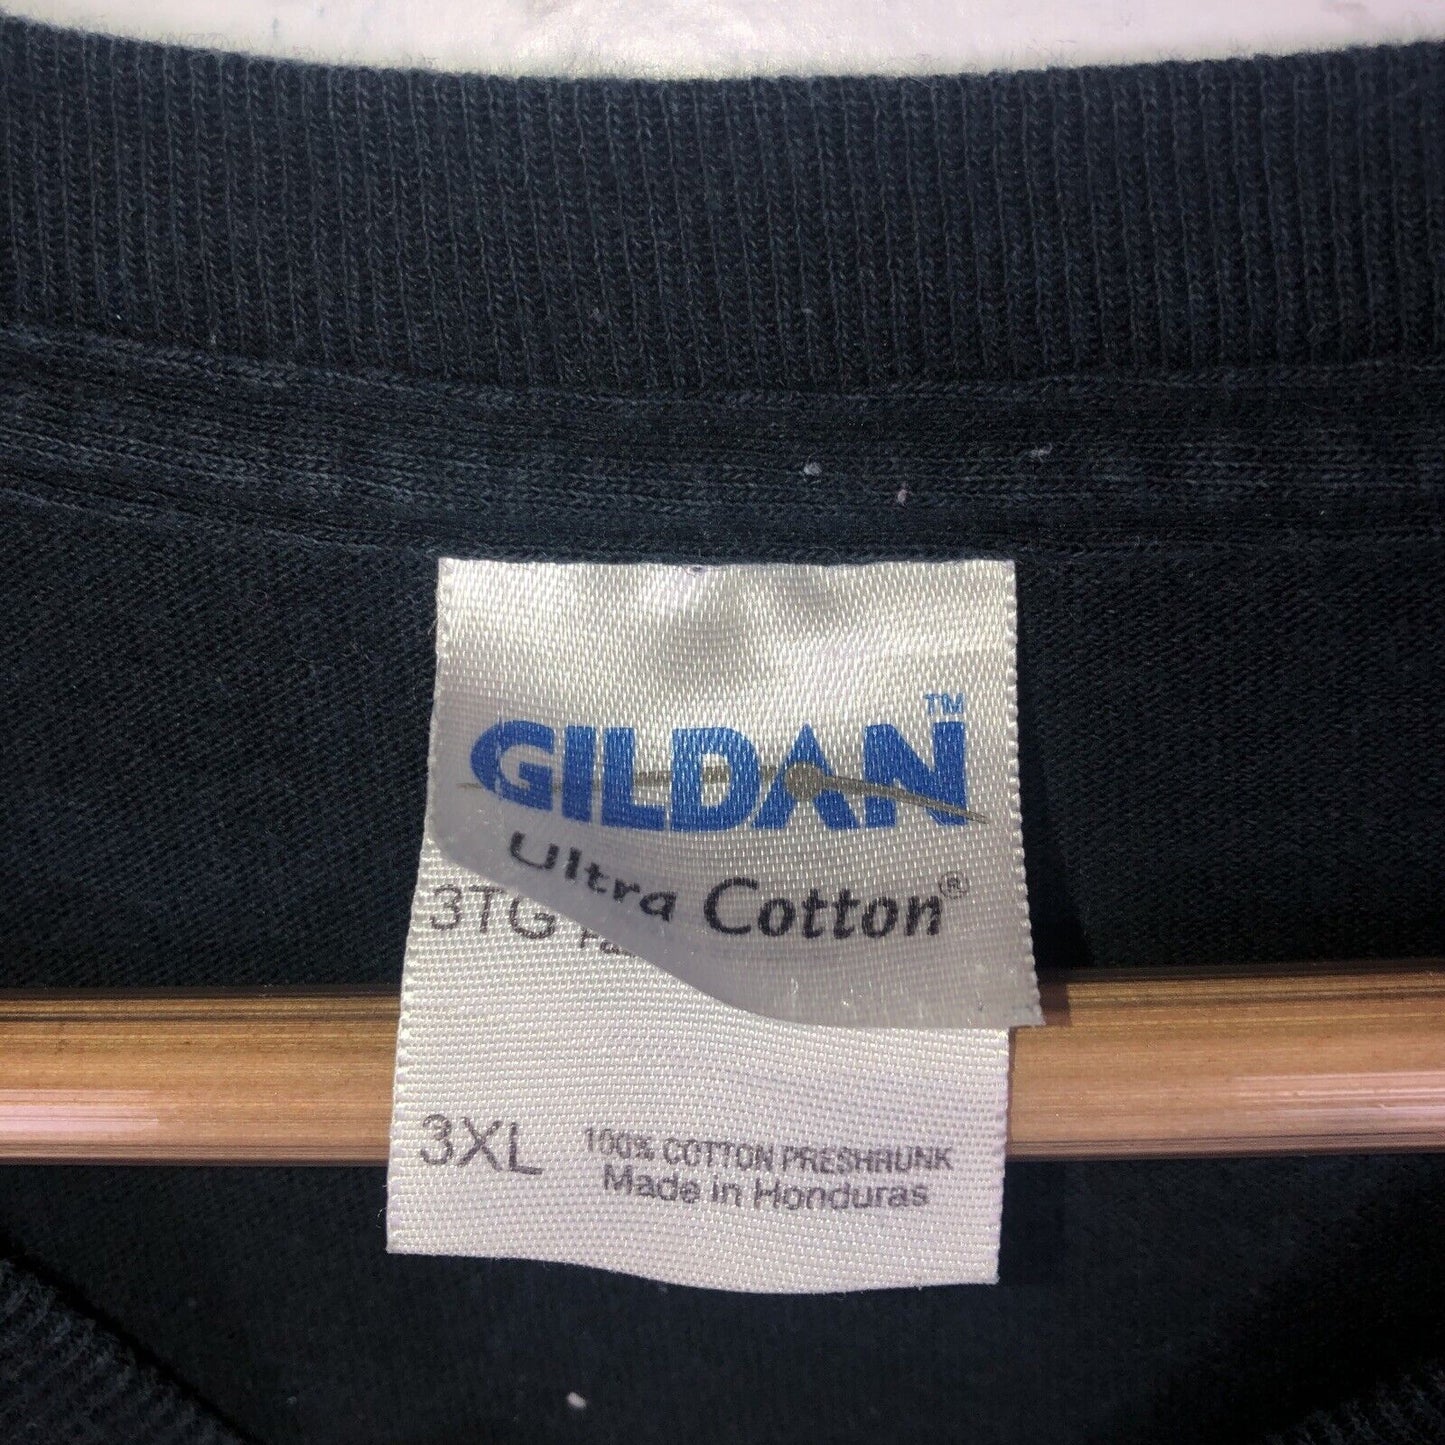 GILDAN™
Ultra Cotton®
3TG
3XL 100% COTTON PRESHRUNK
Made in Honduras